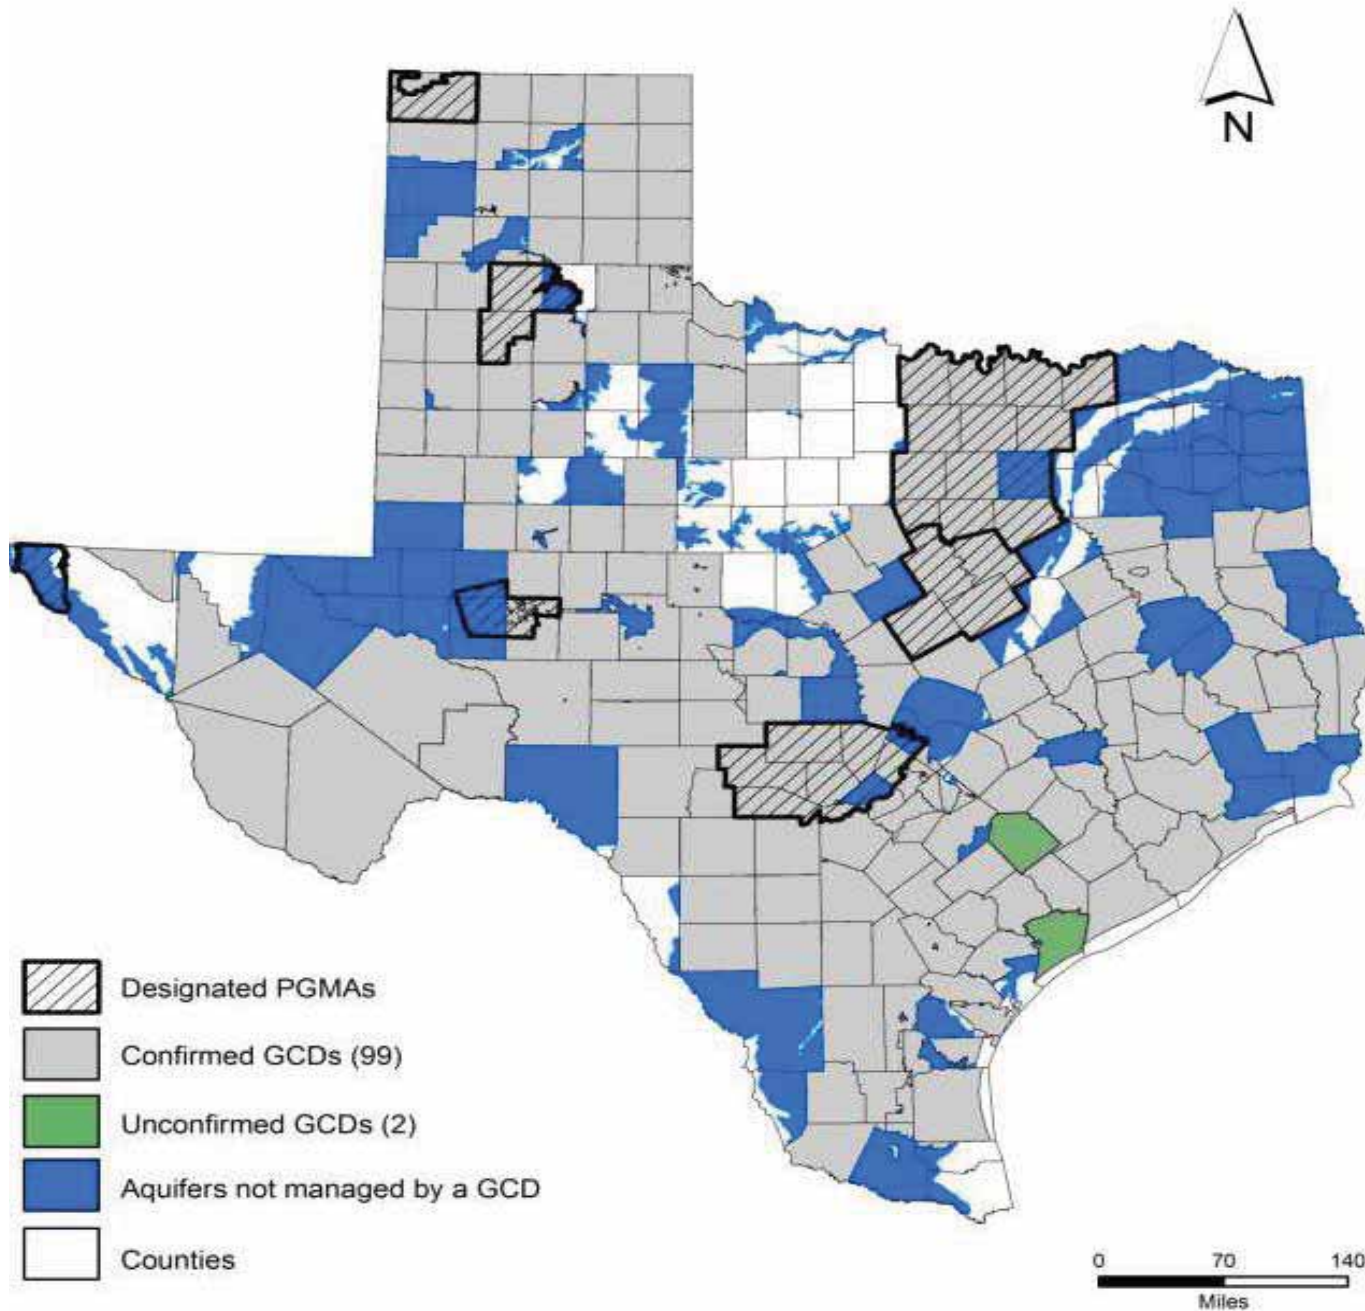 N
Designated PGMAs
Confirmed GCDs (99)
Unconfirmed GCDs (2)
Aquifers not managed by a GCD
Counties
0 70 140
Miles